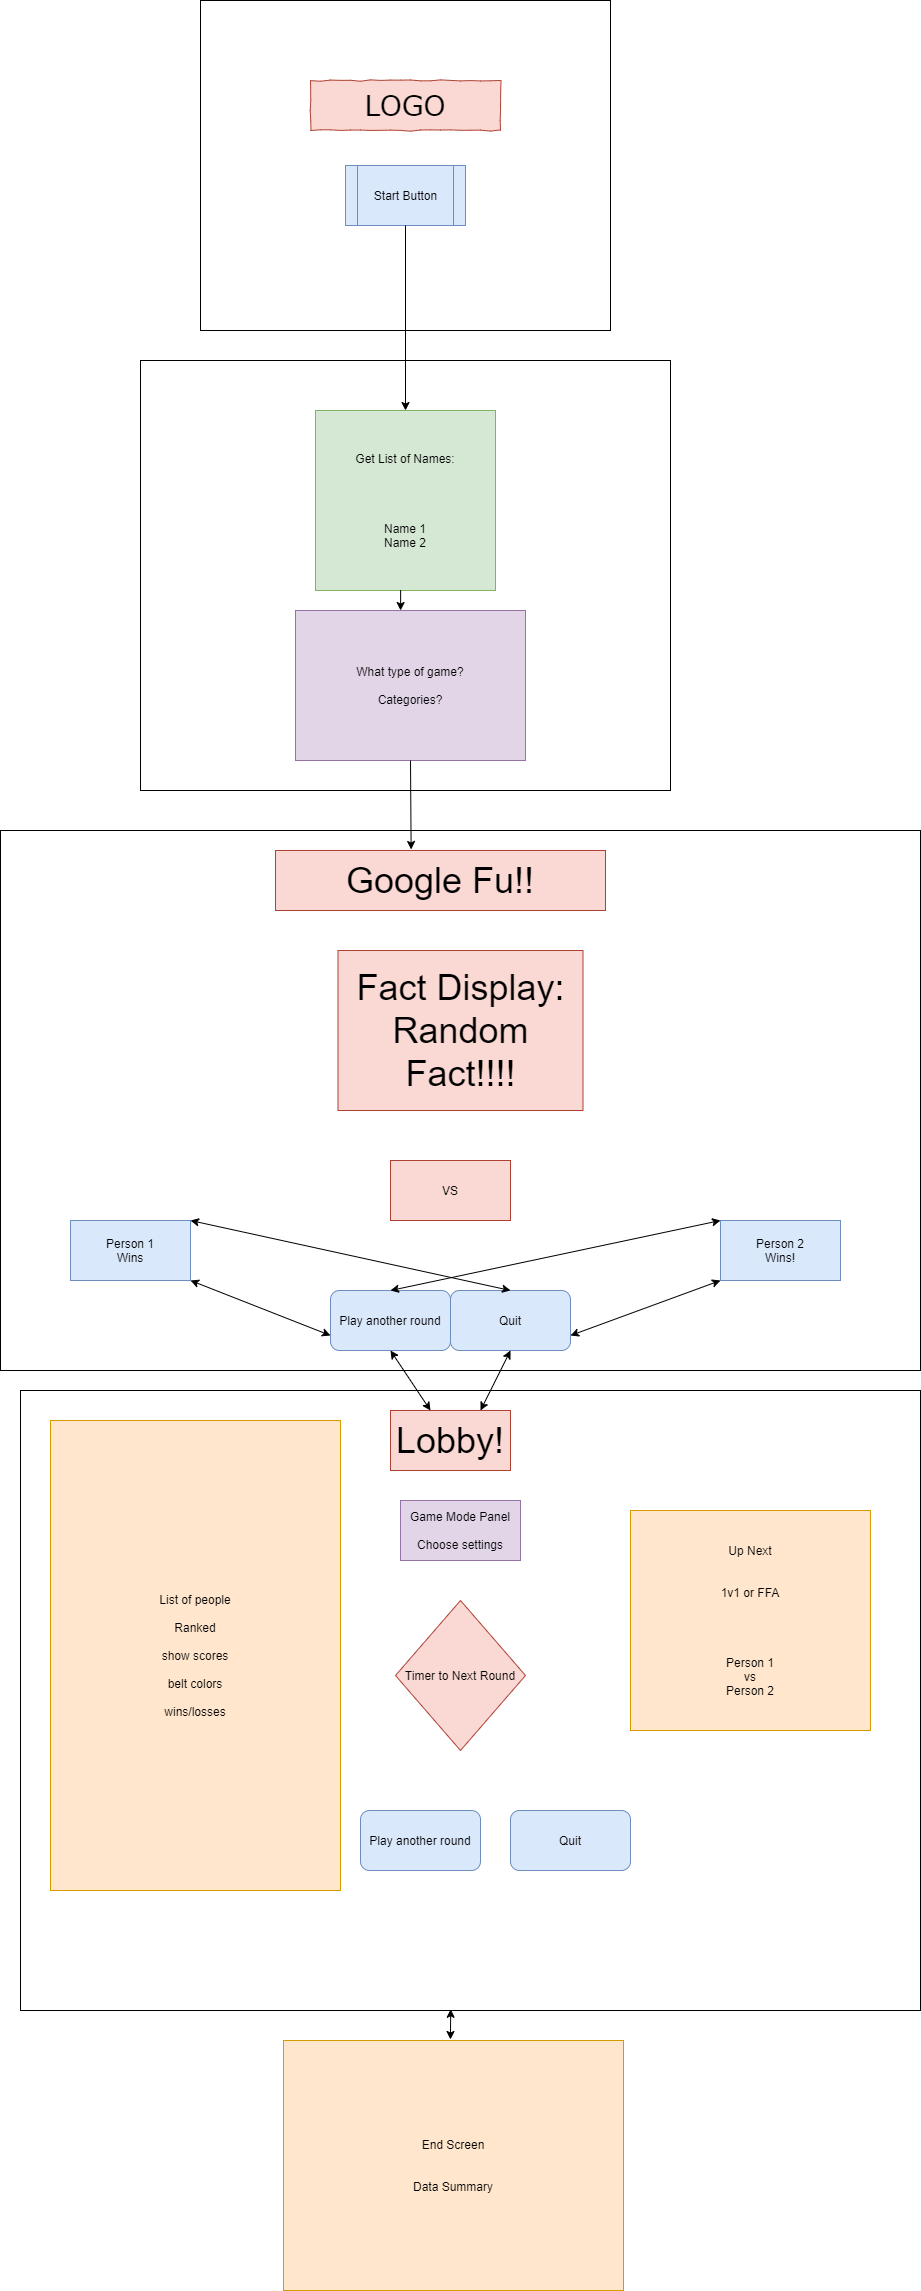 LOGO
Start Button
Get List of Names:
Name 1
Name 2
What type of game?
Categories?
Google Fu!!
Fact Display:
Random
Fact!!!!
VS
Person 1
Wins
Person 2
Wins!
Play another round
Quit
Lobby!
Game Mode Panel
Choose settings
List of people
Ranked
show scores
belt colors
wins/losses
Up Next
1v1 or FFA
Person 1
vs
Person 2
Timer to Next Round
Play another round
Quit
End Screen
Data Summary